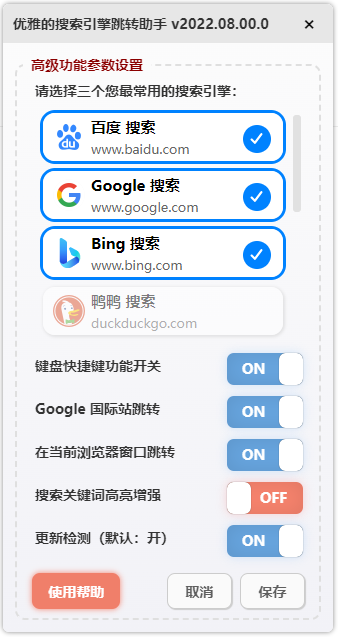 优雅的搜索引擎跳转助手 v2022.08.00.0
高级功能参数设置
请选择三个您最常用的搜索引擎：
百度 搜索
du
www.baidu.com
Google 搜索
www.google.com
Bing 搜索
www.bing.com
鸭鸭 搜索
duckduckgo.com
键盘快捷键功能开关 ON
Google 国际站跳转 ON
在当前浏览器窗口跳转 ON
搜索关键词高亮增强 OFF
更新检测（默认：开） ON
使用帮助 取消 保存